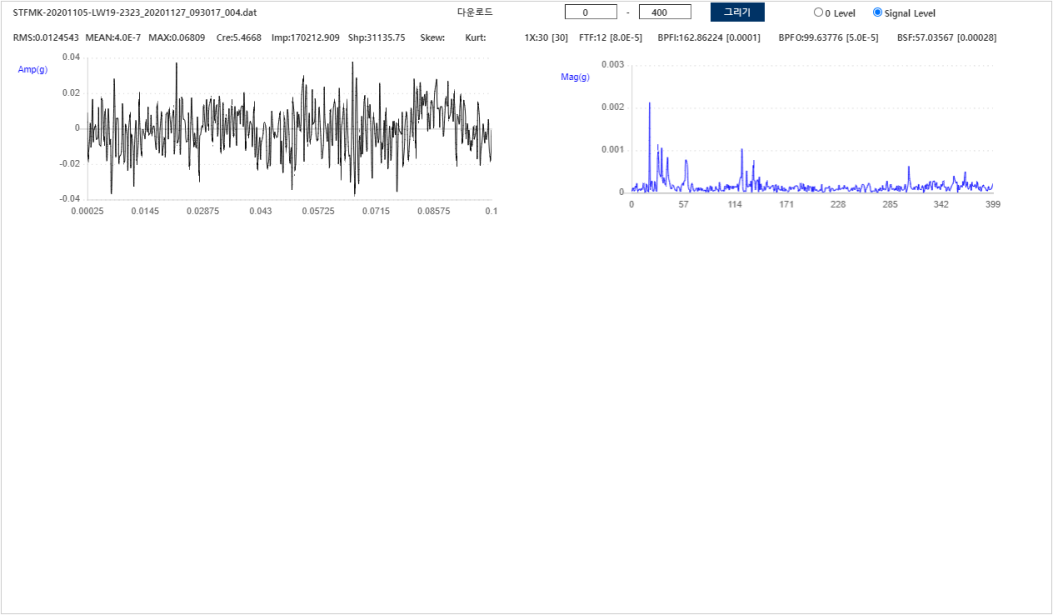 STFMK-20201105-LW19-2323_20201127_093017_004.dat 다운로드 0 - 400 그리기 0 Level Signal Level
RMS:0.0124543 MEAN:4.0E-7 MAX:0.06809 Cre:5.4668 Imp:170212.909 Shp:31135.75 Skew: Kurt: 1X:30 [30] FTF:12 [8.0E-5] BPFI:162.86224 [0.0001] BPFO:99.63776 [5.0E-5] BSF:57.03567 [0.00028]
Amp(g)
0.04
0.02
0
-0.02
-0.04
0.00025 0.0145 0.02875 0.043 0.05725 0.0715 0.08575 0.1
Mag(g)
0.003
0.002
0.001
0
0 57 114 171 228 285 342 399